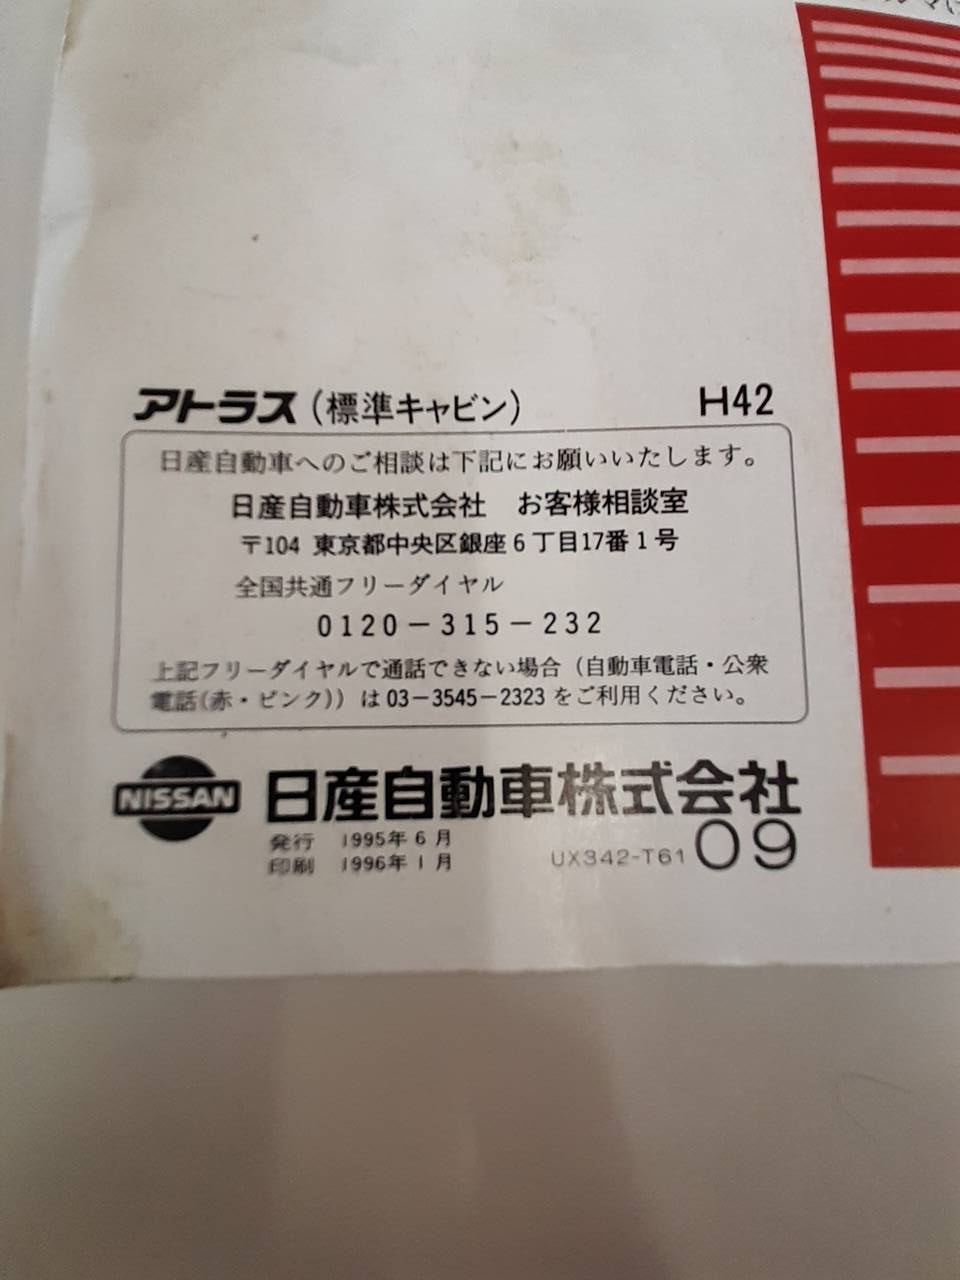 アトラス(標準キャビン) H42
日産自動車へのご相談は下記にお願いいたします。
日産自動車株式会社 お客様相談室
〒104 東京都中央区銀座6丁目17番1号
全国共通フリーダイヤル
0120-315-232
上記フリーダイヤルで通話できない場合(自動車電話・公衆
電話(赤・ピンク))は03-3545-2323をご利用ください。
NISSAN 日産自動車株式会社
発行 1995年6月
印刷 1996年1月 UX342-T61 09